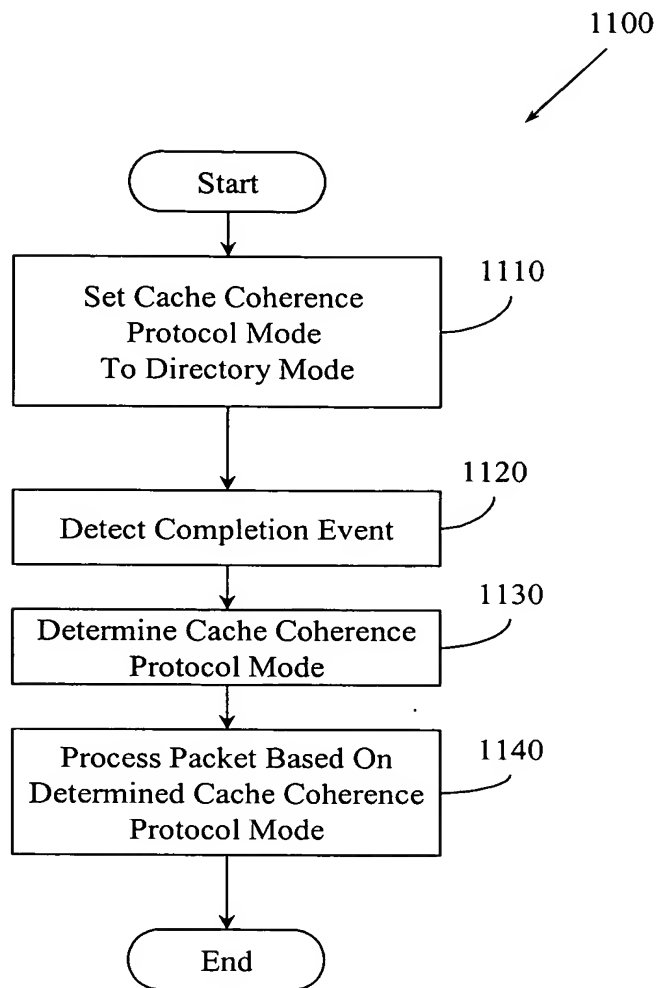 1100
Start
Set Cache Coherence
Protocol Mode
To Directory Mode
1110
Detect Completion Event
1120
Determine Cache Coherence
Protocol Mode
1130
Process Packet Based On
Determined Cache Coherence
Protocol Mode
1140
End